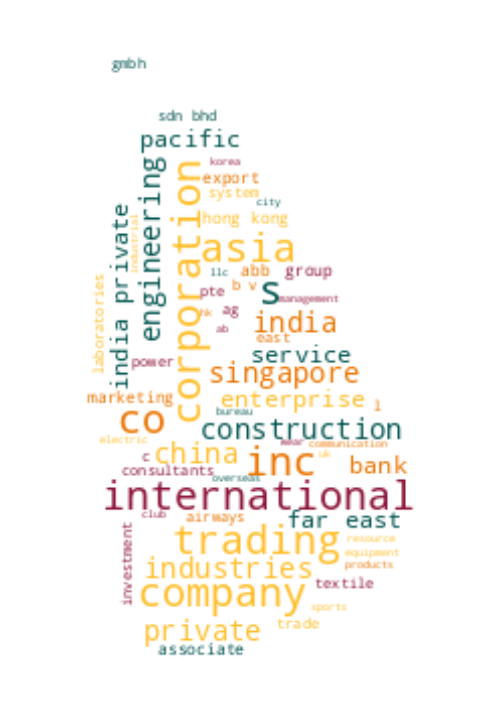 gmbh
sdn bhd
pacific
korea
export
system
city
hong kong
corporation
engineering
industrial
india private
asia
llc
abb
group
b v
s
pte
management
hk
ag
ab
laboratories
india
east
service
power
singapore
marketing
enterprise
l
bureau
co
construction
electric
wear
communication
c
china
inc
uk
bank
consultants
overseas
international
club
airways
far east
investment
trading
resource
equipment
industries
products
textile
company
sports
trade
private
associate